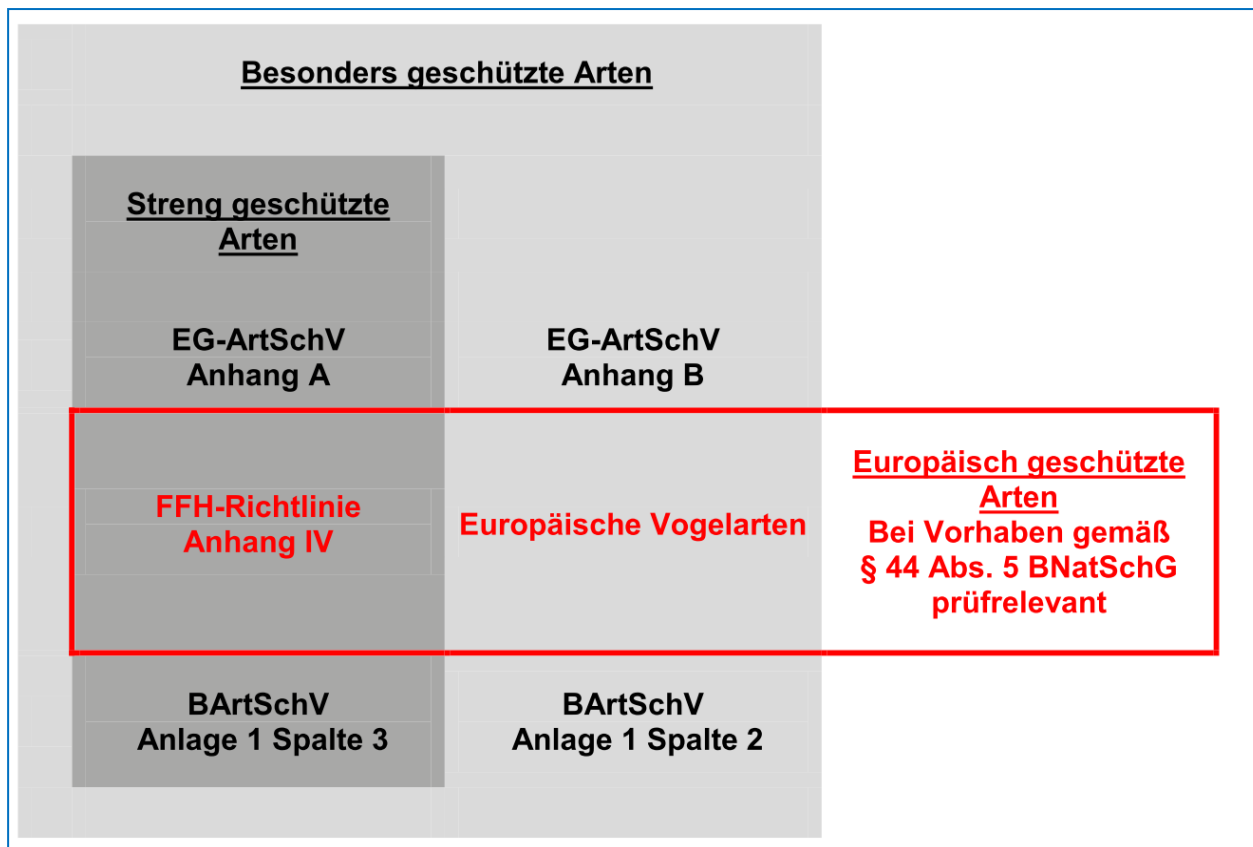 Besonders geschützte Arten
Streng geschützte
Arten
EG-ArtSchV
Anhang A
EG-ArtSchV
Anhang B
FFH-Richtlinie
Anhang IV
Europäische Vogelarten
Europäisch geschützte
Arten
Bei Vorhaben gemäß
§ 44 Abs. 5 BNatSchG
prüfrelevant
BArtSchV
Anlage 1 Spalte 3
BArtSchV
Anlage 1 Spalte 2